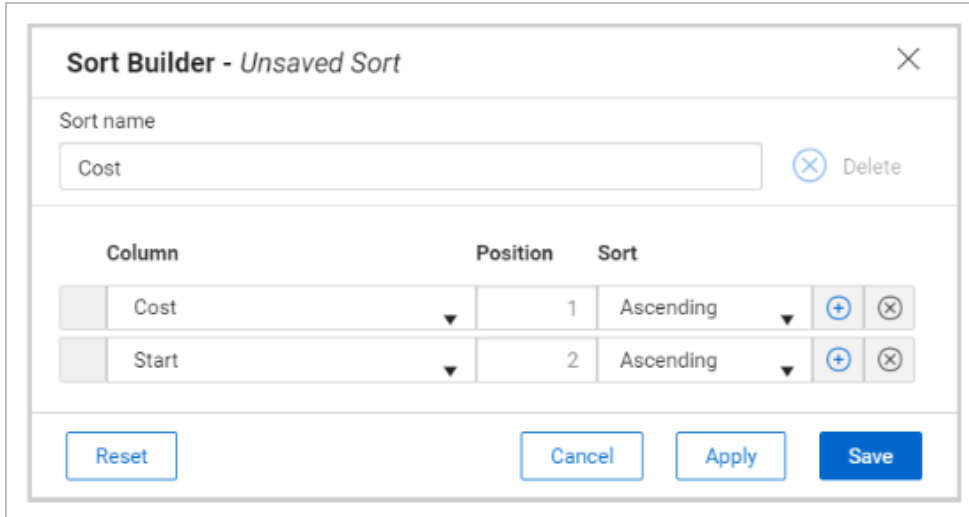 Sort Builder - Unsaved Sort
Sort name
Cost
Delete
Column Position Sort
Cost 1 Ascending
Start 2 Ascending
Reset Cancel Apply Save